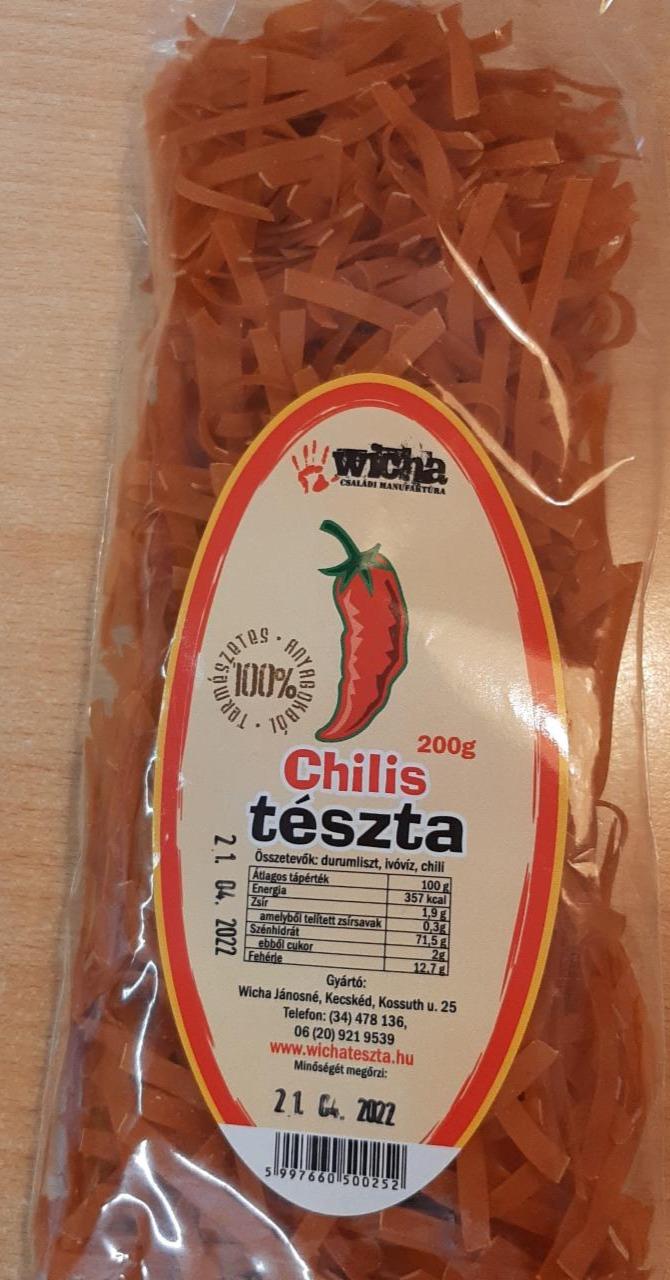 wicha
CSALÁDI MANUFAKTÚRA
TERMÉSZETES • ANYAGOKBÓL •
100%
200g
Chilis
tészta
21. 04. 2022
Összetevők: durumliszt, ivóvíz, chili
Átlagos tápérték 100 g
Energia 357 kcal
Zsír 1,9 g
amelyből telített zsírsavak 0,3g
Szénhidrát 71,5 g
ebből cukor 2g
Fehérje 12,7 g
Gyártó:
Wicha Jánosné, Kecskéd, Kossuth u. 25
Telefon: (34) 478 136,
06 (20) 921 9539
www.wichateszta.hu
Minőségét megőrzi:
21. 04. 2022
5 997660 500252